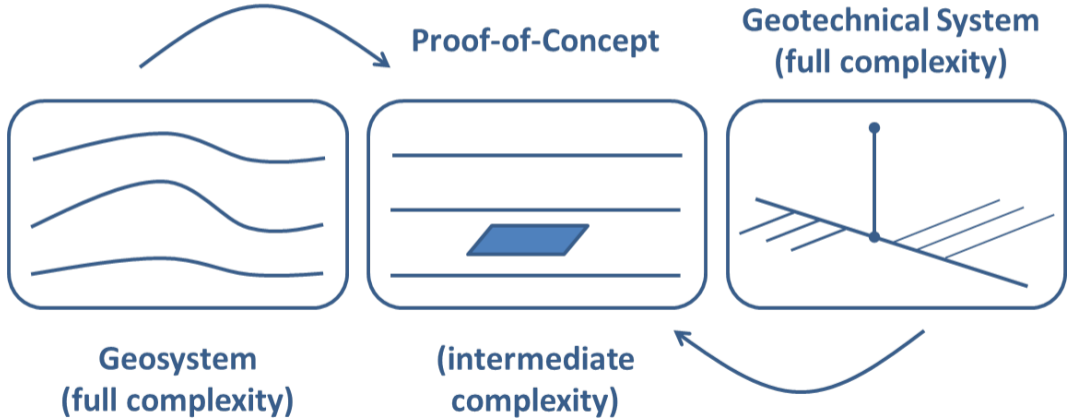 Proof-of-Concept
Geotechnical System
(full complexity)
Geosystem
(full complexity)
(intermediate
complexity)